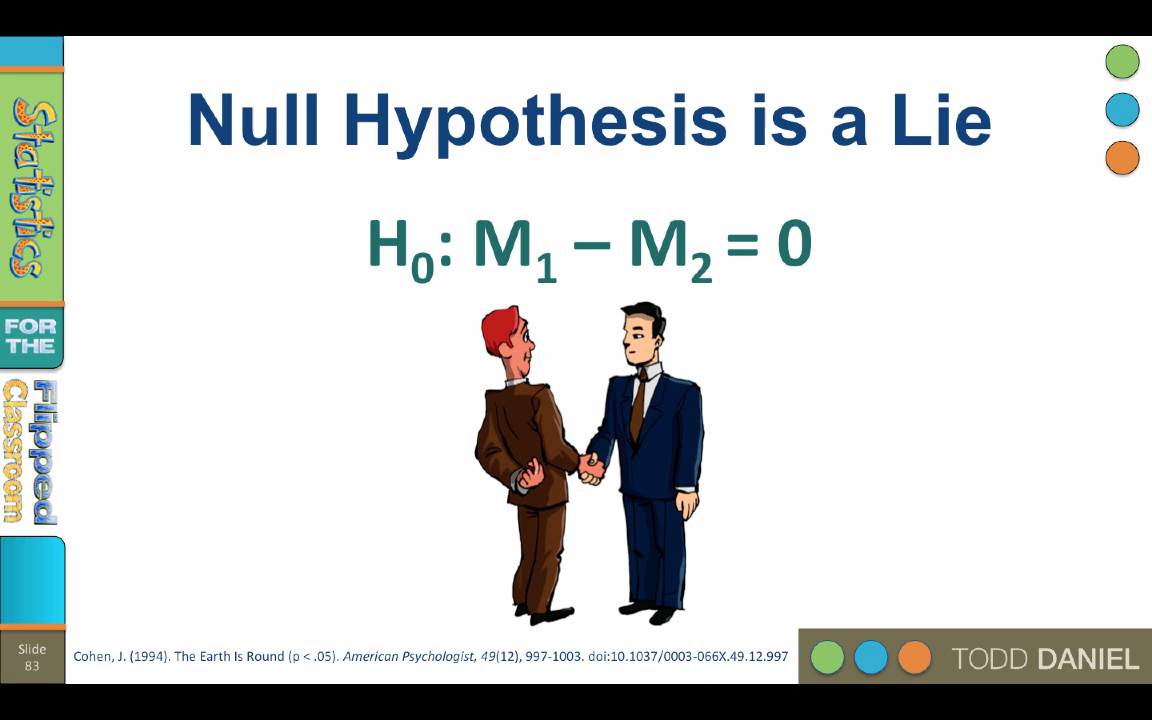 Null Hypothesis is a Lie
H₀: M₁ – M₂ = 0
Statistics
FOR
THE
Flipped
Classroom
Slide
83
Cohen, J. (1994). The Earth Is Round (p < .05). American Psychologist, 49(12), 997-1003. doi:10.1037/0003-066X.49.12.997
TODD DANIEL